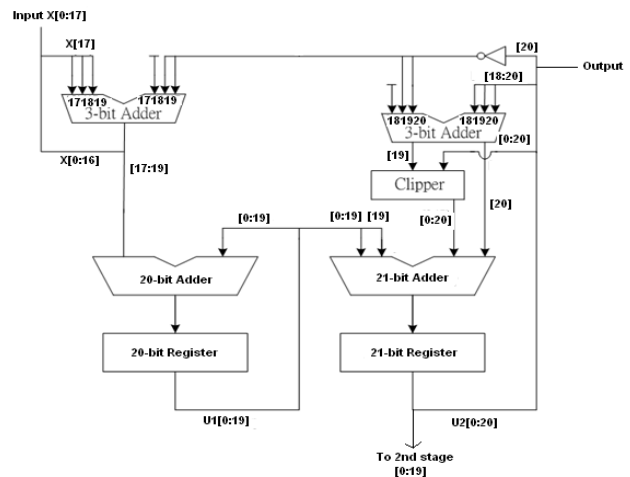 Input X[0:17]
X[17]
[20]
Output
[18:20]
171819
171819
3-bit Adder
181920
181920
3-bit Adder
[0:20]
X[0:16]
[17:19]
[19]
Clipper
[20]
[0:20]
[0:19]
[0:19] [19]
20-bit Adder
21-bit Adder
20-bit Register
21-bit Register
U1[0:19]
U2[0:20]
To 2nd stage
[0:19]